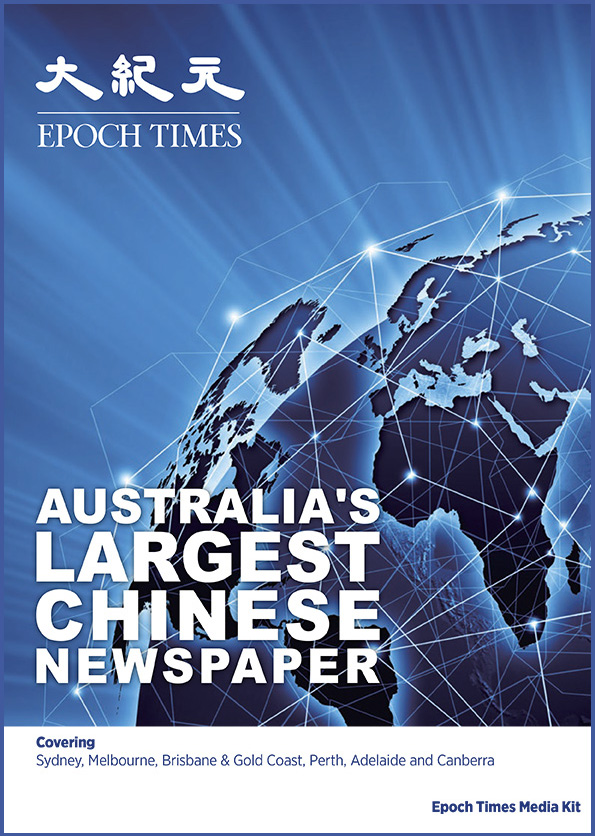 大紀元
EPOCH TIMES
AUSTRALIA'S
LARGEST
CHINESE
NEWSPAPER
Covering
Sydney, Melbourne, Brisbane & Gold Coast, Perth, Adelaide and Canberra
Epoch Times Media Kit